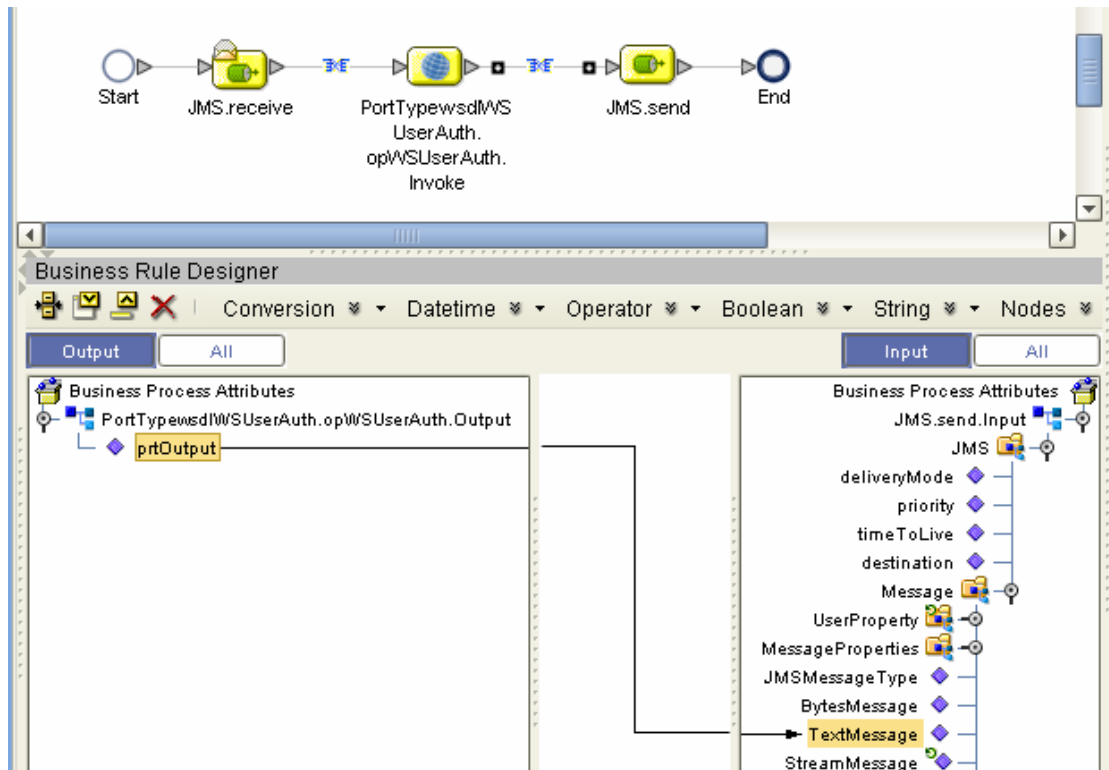 Start
JMS.receive
PortTypewsdlWS
UserAuth.
opWSUserAuth.
Invoke
JMS.send
End
Business Rule Designer
Conversion
Datetime
Operator
Boolean
String
Nodes
Output
All
Input
All
Business Process Attributes
PortTypewsdlWSUserAuth.opWSUserAuth.Output
prtOutput
Business Process Attributes
JMS.send.Input
JMS
deliveryMode
priority
timeToLive
destination
Message
UserProperty
MessageProperties
JMSMessageType
BytesMessage
TextMessage
StreamMessage